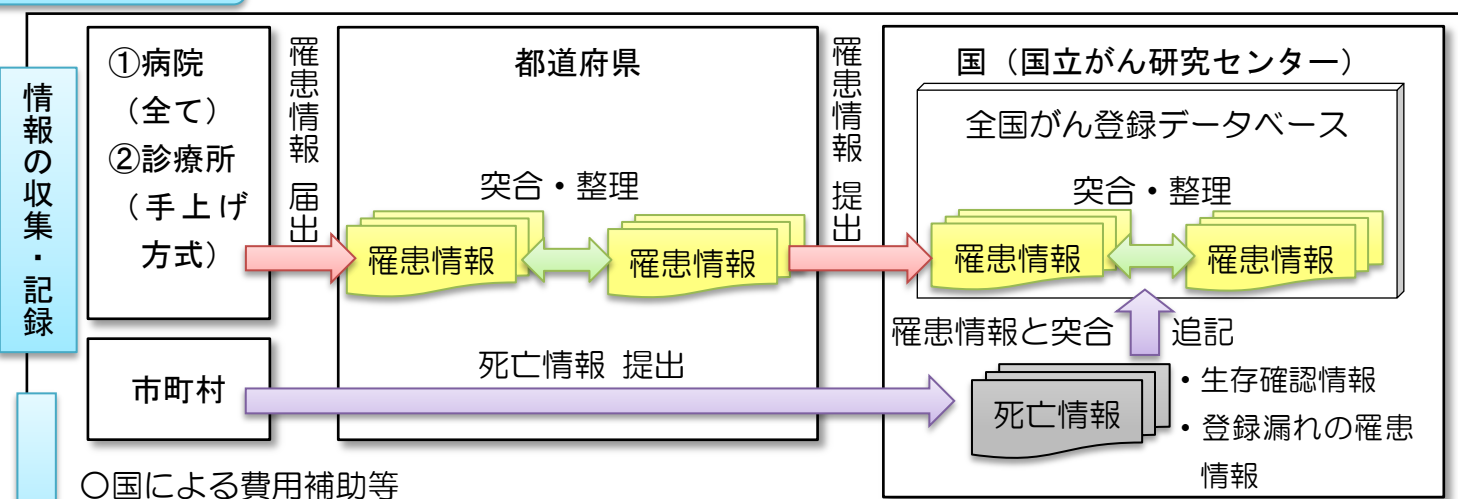 情報の収集・記録
①病院
(全て)
②診療所
(手上げ
方式)
罹患情報 届出
都道府県
突合・整理
罹患情報
罹患情報
罹患情報 提出
国(国立がん研究センター)
全国がん登録データベース
突合・整理
罹患情報
罹患情報
罹患情報と突合
追記
市町村
死亡情報 提出
死亡情報
・生存確認情報
・登録漏れの罹患
情報
〇国による費用補助等